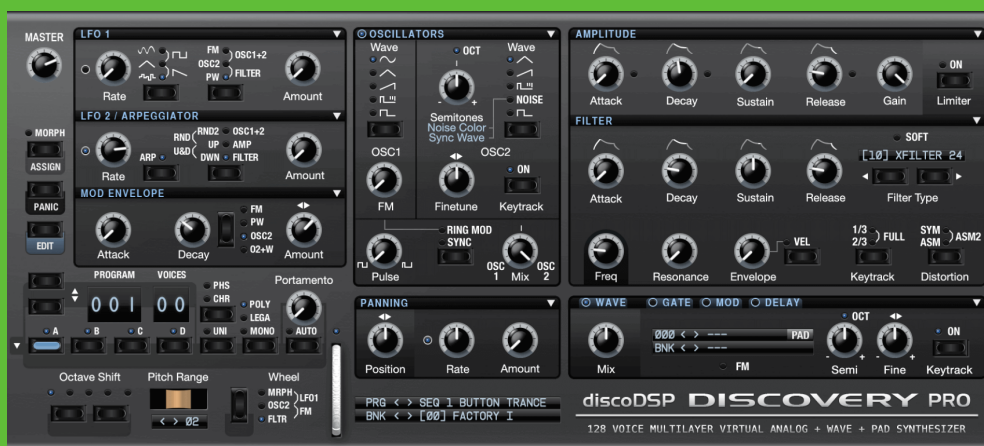 MASTER
MORPH
ASSIGN
PANIC
EDIT
LFO 1
FM
OSC2
PW
OSC1+2
FILTER
Rate
Amount
LFO 2 / ARPEGGIATOR
RND2
RND
UP
U&D
DWN
OSC1+2
AMP
FILTER
ARP
Rate
Amount
MOD ENVELOPE
FM
PW
OSC2
O2+W
Attack
Decay
Amount
PROGRAM
VOICES
001
00
PHS
CHR
Portamento
POLY
LEGA
A
B
C
D
UNI
MONO
AUTO
Octave Shift
Pitch Range
< > 02
Wheel
MRPH
OSC2
FLTR
LFO1
FM
OSCILLATORS
Wave
OCT
Wave
- +
Semitones
Noise Color
Sync Wave
NOISE
OSC1
OSC2
FM
Finetune
ON
Keytrack
RING MOD
SYNC
Pulse
OSC 1
Mix
OSC 2
PANNING
Position
Rate
Amount
PRG < > SEQ 1 BUTTON TRANCE
BNK < > [00] FACTORY I
AMPLITUDE
Attack
Decay
Sustain
Release
Gain
ON
Limiter
FILTER
SOFT
[10] XFILTER 24
Attack
Decay
Sustain
Release
Filter Type
Freq
Resonance
Envelope
VEL
1/3
2/3
FULL
Keytrack
SYM
ASM
ASM2
Distortion
WAVE
GATE
MOD
DELAY
Mix
000 < > ---
PAD
BNK < > ---
FM
OCT
- +
Semi
- +
Fine
ON
Keytrack
discoDSP DISCOVERY PRO
128 VOICE MULTILAYER VIRTUAL ANALOG + WAVE + PAD SYNTHESIZER